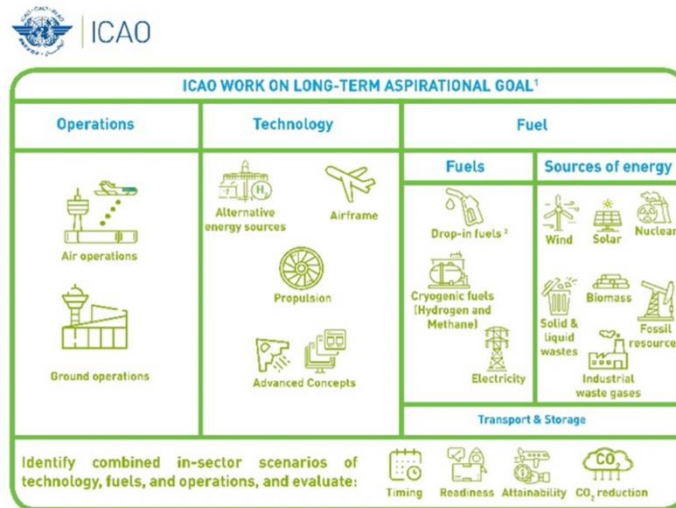 ICAO
ICAO WORK ON LONG-TERM ASPIRATIONAL GOAL¹
Operations
Technology
Fuel
Fuels
Sources of energy
Air operations
Ground operations
H₂
Alternative
energy sources
Airframe
Propulsion
Advanced Concepts
Drop-in fuels ²
Cryogenic fuels
(Hydrogen and
Methane)
Electricity
Wind
Solar
Nuclear
Biomass
Solid &
liquid
wastes
Fossil
resource
Industrial
waste gases
Transport & Storage
Identify combined in-sector scenarios of
technology, fuels, and operations, and evaluate:
Timing
Readiness
Attainability
CO₂
CO₂ reduction